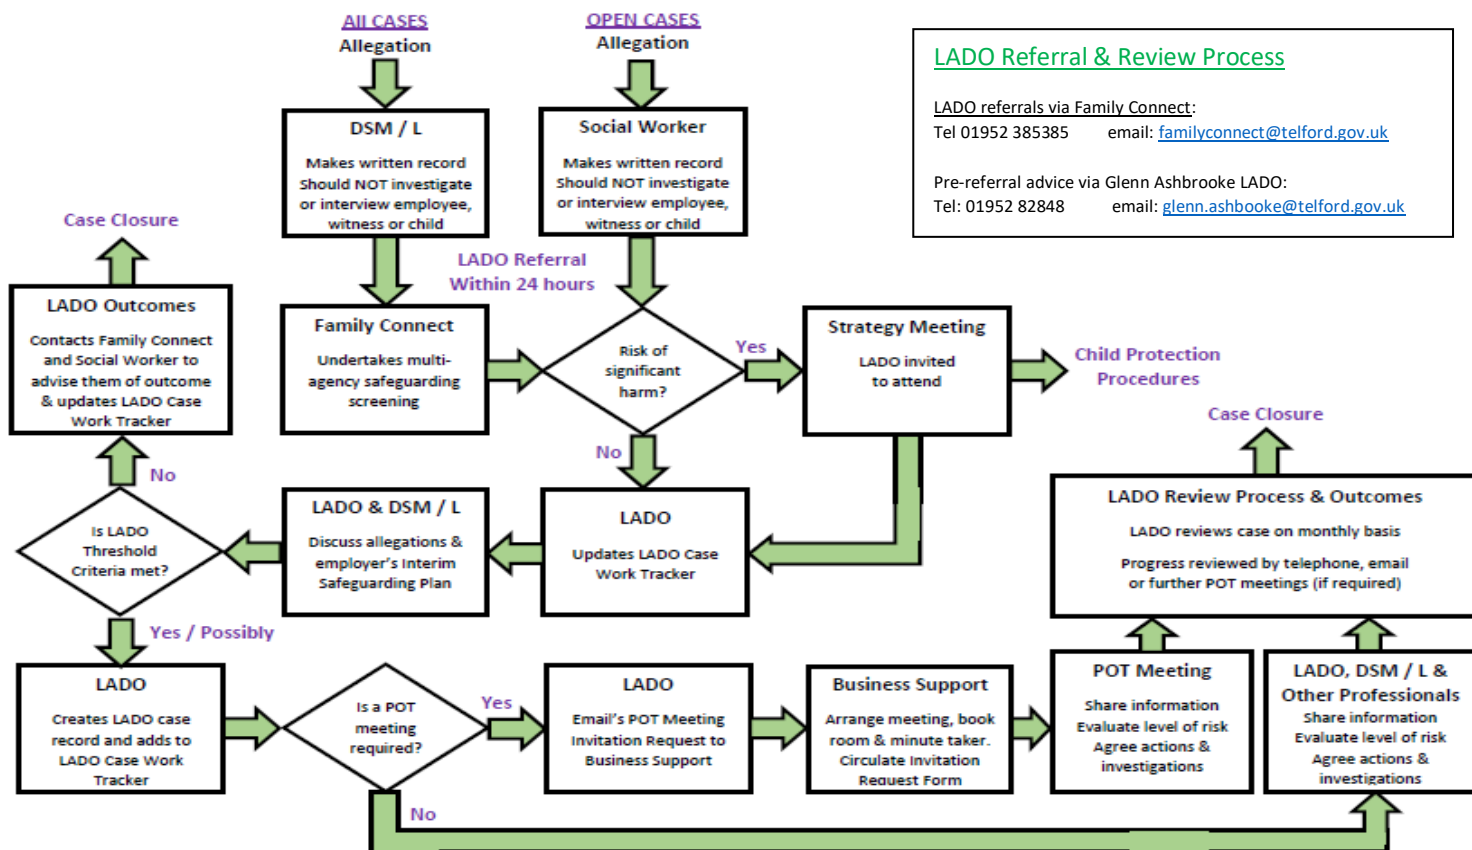 All CASES
Allegation
OPEN CASES
Allegation
LADO Referral & Review Process
LADO referrals via Family Connect:
Tel 01952 385385 email: familyconnect@telford.gov.uk
Pre-referral advice via Glenn Ashbrooke LADO:
Tel: 01952 82848 email: glenn.ashbooke@telford.gov.uk
DSM / L
Makes written record
Should NOT investigate
or interview employee,
witness or child
Social Worker
Makes written record
Should NOT investigate
or interview employee,
witness or child
LADO Referral
Within 24 hours
Case Closure
LADO Outcomes
Contacts Family Connect
and Social Worker to
advise them of outcome
& updates LADO Case
Work Tracker
Family Connect
Undertakes multi-
agency safeguarding
screening
Risk of
significant
harm?
Yes
Strategy Meeting
LADO invited
to attend
Child Protection
Procedures
No
No
Case Closure
Is LADO
Threshold
Criteria met?
LADO & DSM / L
Discuss allegations &
employer's Interim
Safeguarding Plan
LADO
Updates LADO Case
Work Tracker
LADO Review Process & Outcomes
LADO reviews case on monthly basis
Progress reviewed by telephone, email
or further POT meetings (if required)
Yes / Possibly
LADO
Creates LADO case
record and adds to
LADO Case Work
Tracker
Is a POT
meeting
required?
Yes
LADO
Email's POT Meeting
Invitation Request to
Business Support
Business Support
Arrange meeting, book
room & minute taker.
Circulate Invitation
Request Form
POT Meeting
Share information
Evaluate level of risk
Agree actions &
investigations
LADO, DSM / L &
Other Professionals
Share information
Evaluate level of risk
Agree actions &
investigations
No